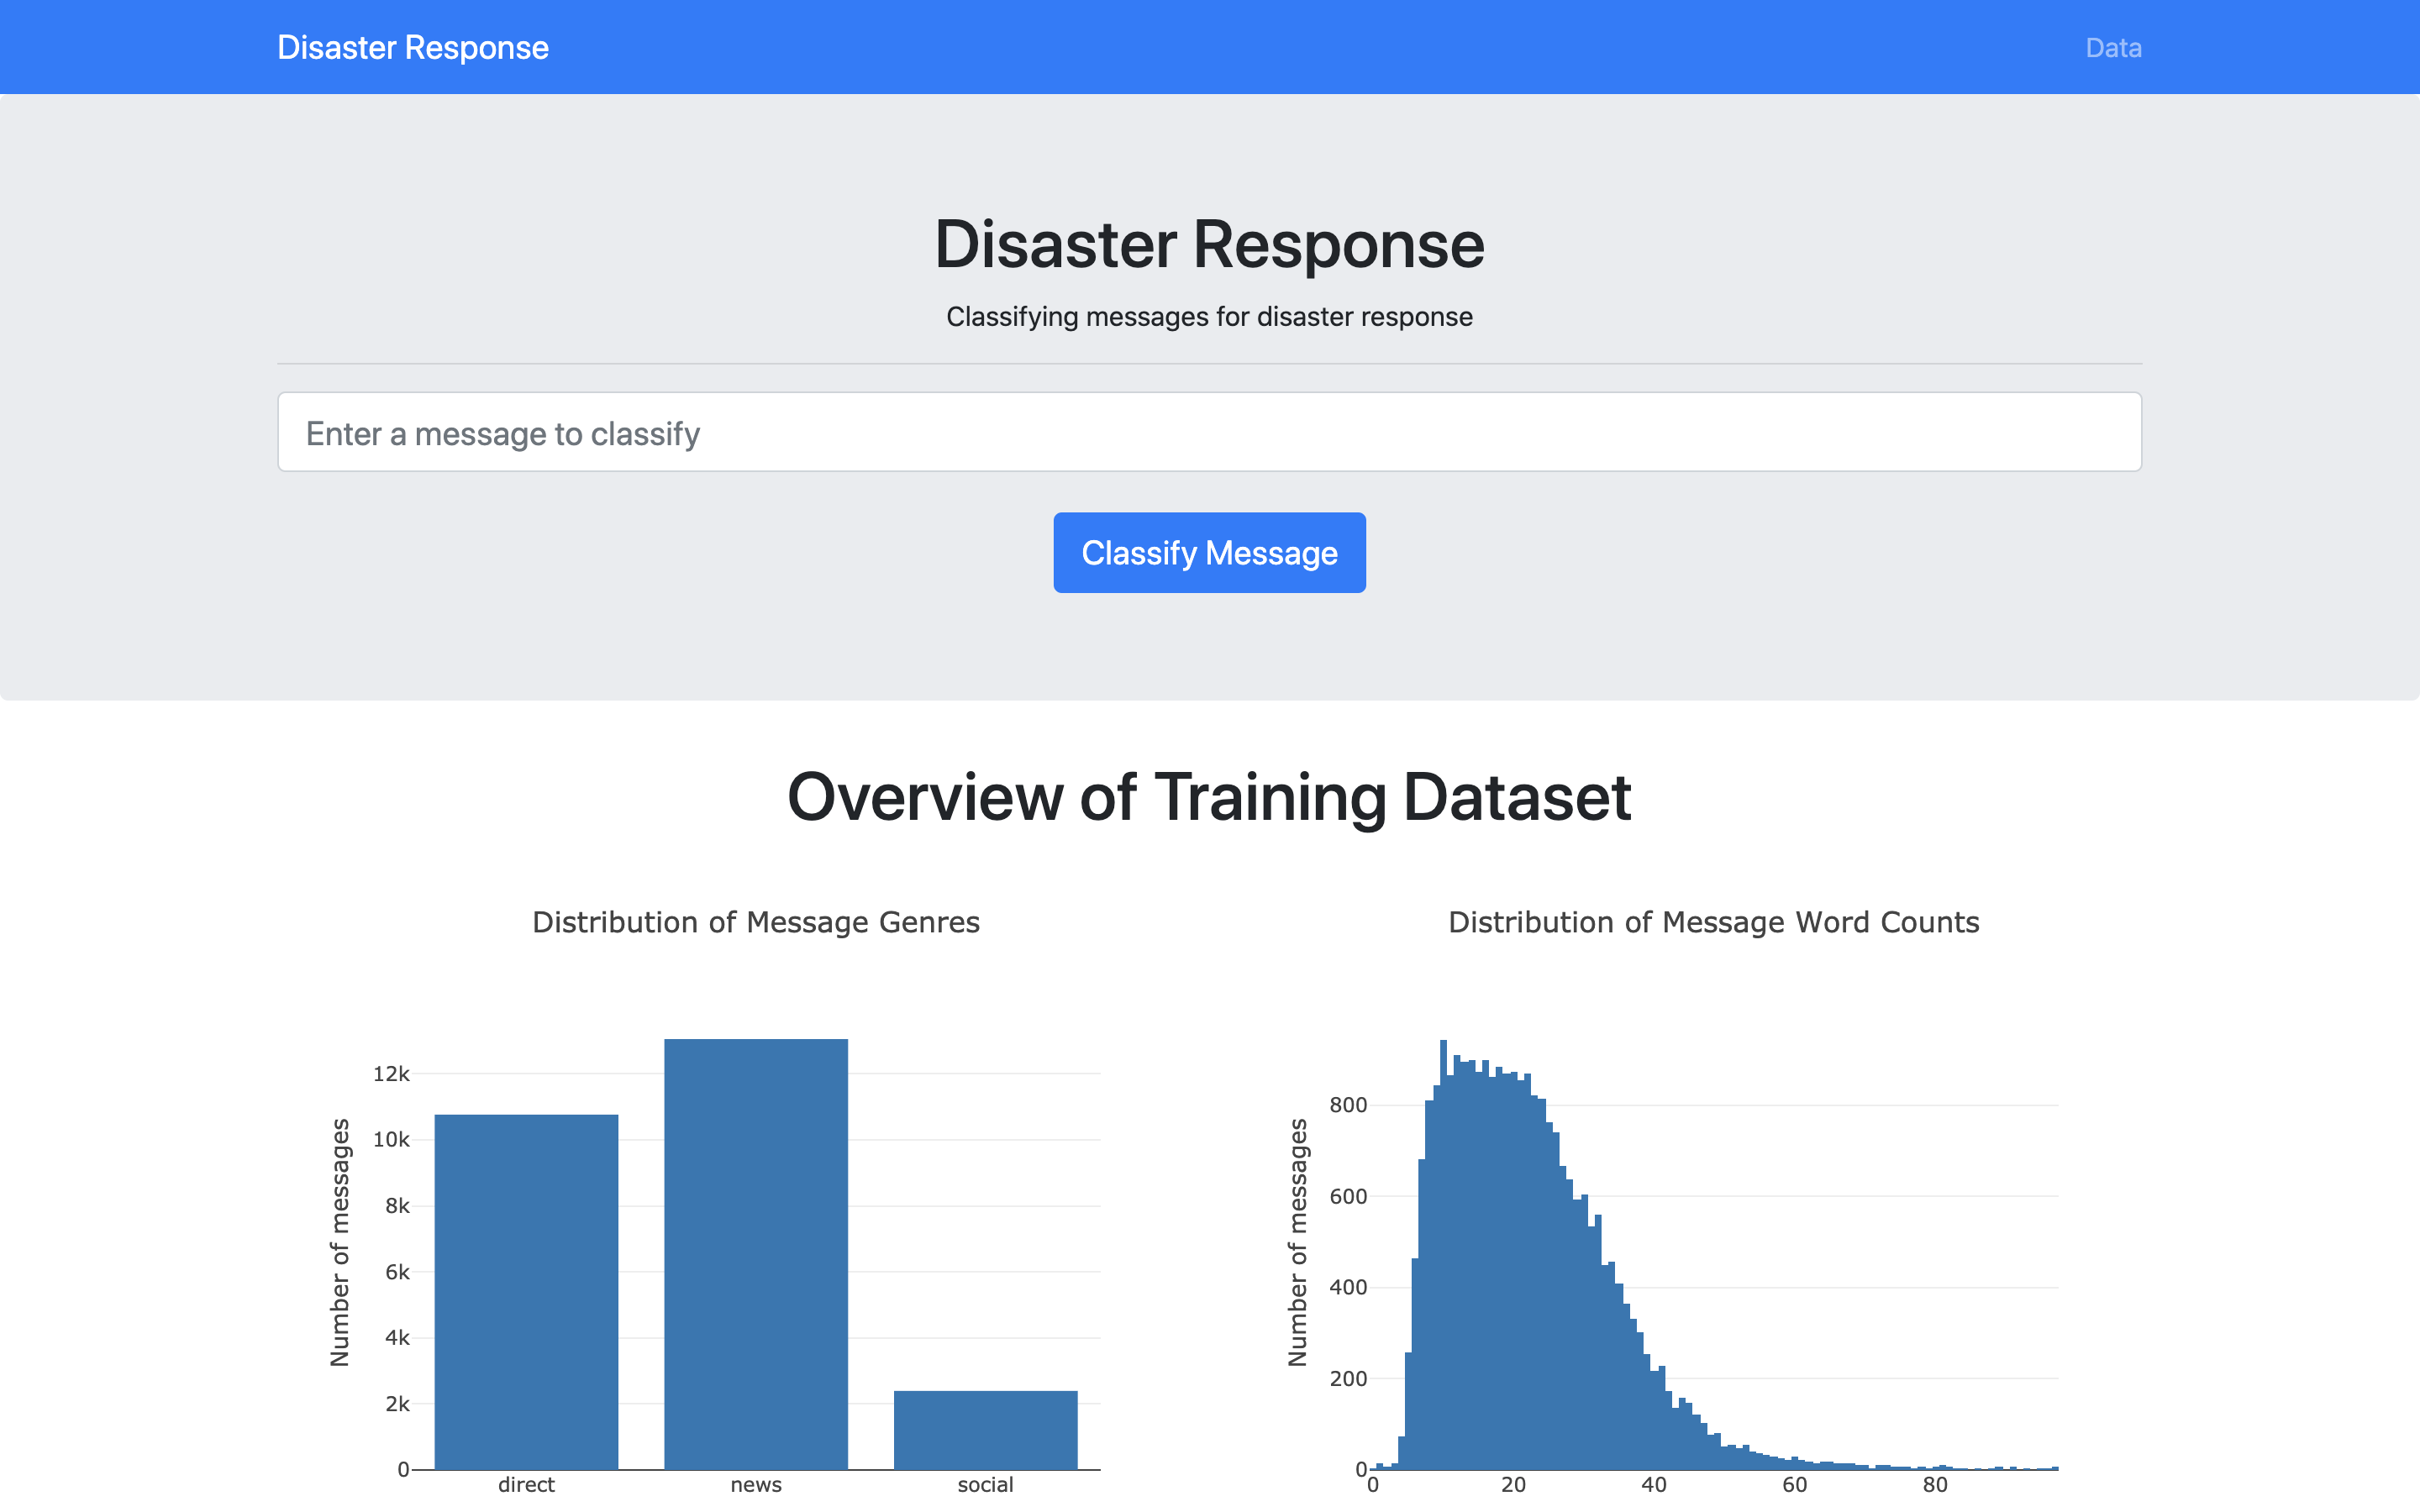 Disaster Response
Data
Disaster Response
Classifying messages for disaster response
Enter a message to classify
Classify Message
Overview of Training Dataset
Distribution of Message Genres
Number of messages
12k
10k
8k
6k
4k
2k
0
direct news social
Distribution of Message Word Counts
Number of messages
800
600
400
200
0
0 20 40 60 80